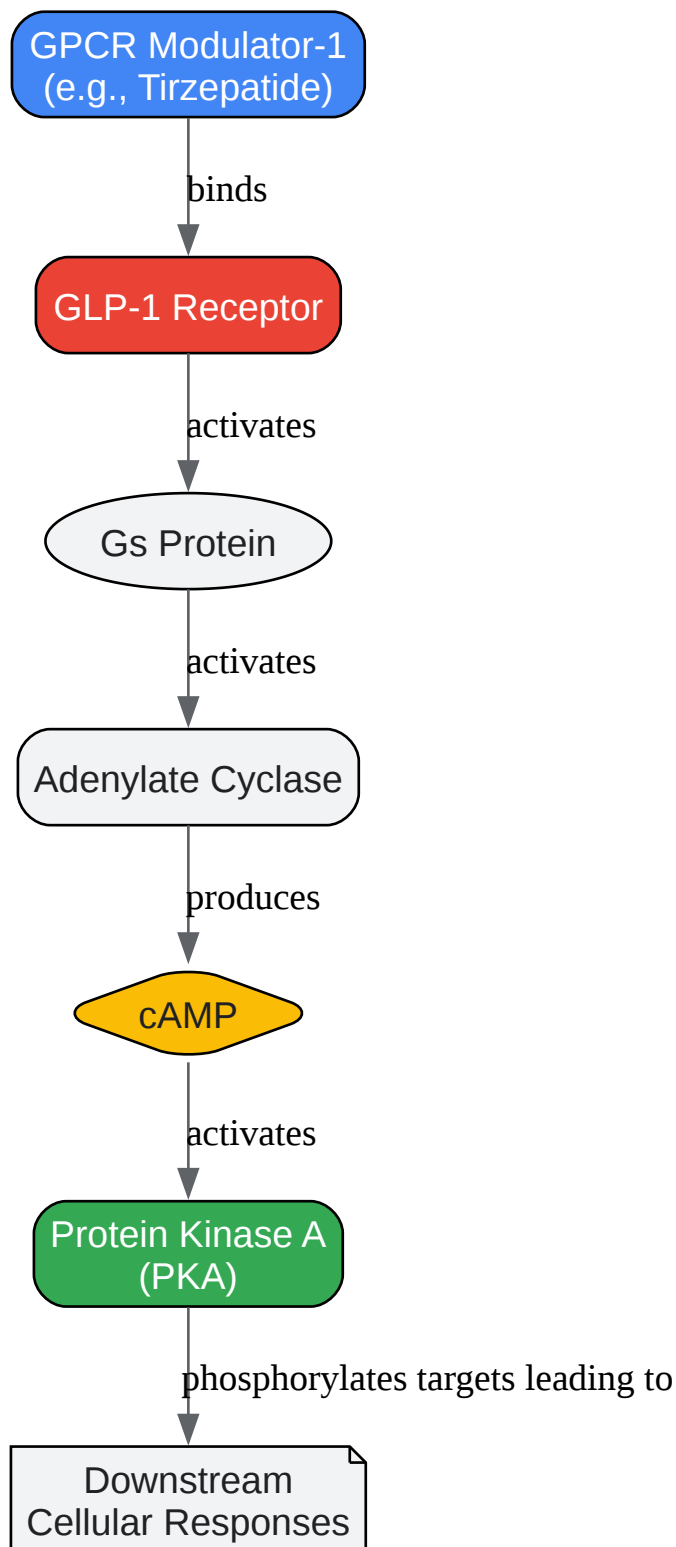 GPCR Modulator-1
(e.g., Tirzepatide)
binds
GLP-1 Receptor
activates
Gs Protein
activates
Adenylate Cyclase
produces
cAMP
activates
Protein Kinase A
(PKA)
phosphorylates targets leading to
Downstream
Cellular Responses